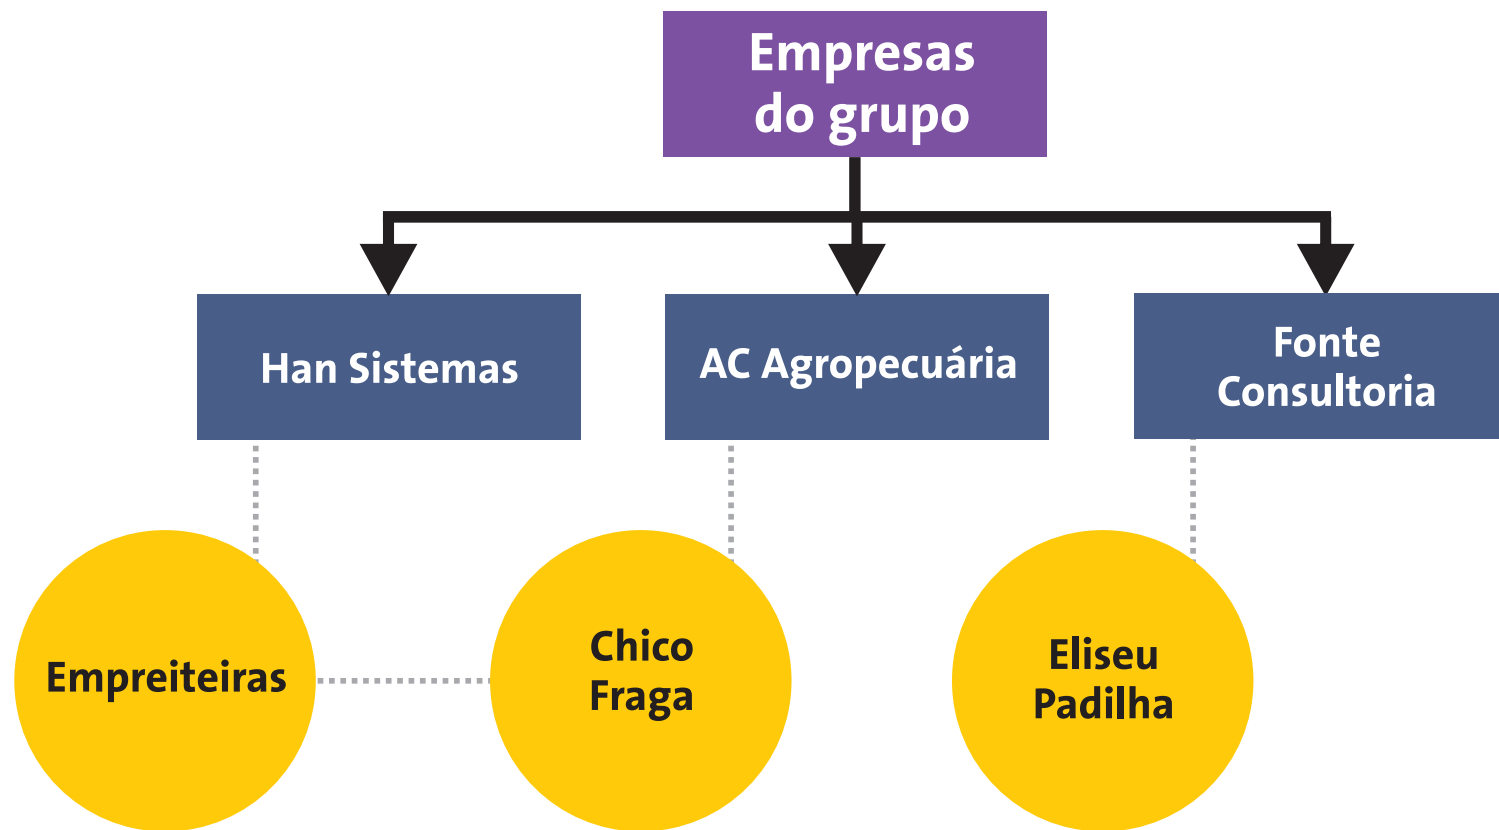 Empresas
do grupo
Han Sistemas
AC Agropecuária
Fonte
Consultoria
Empreiteiras
Chico
Fraga
Eliseu
Padilha